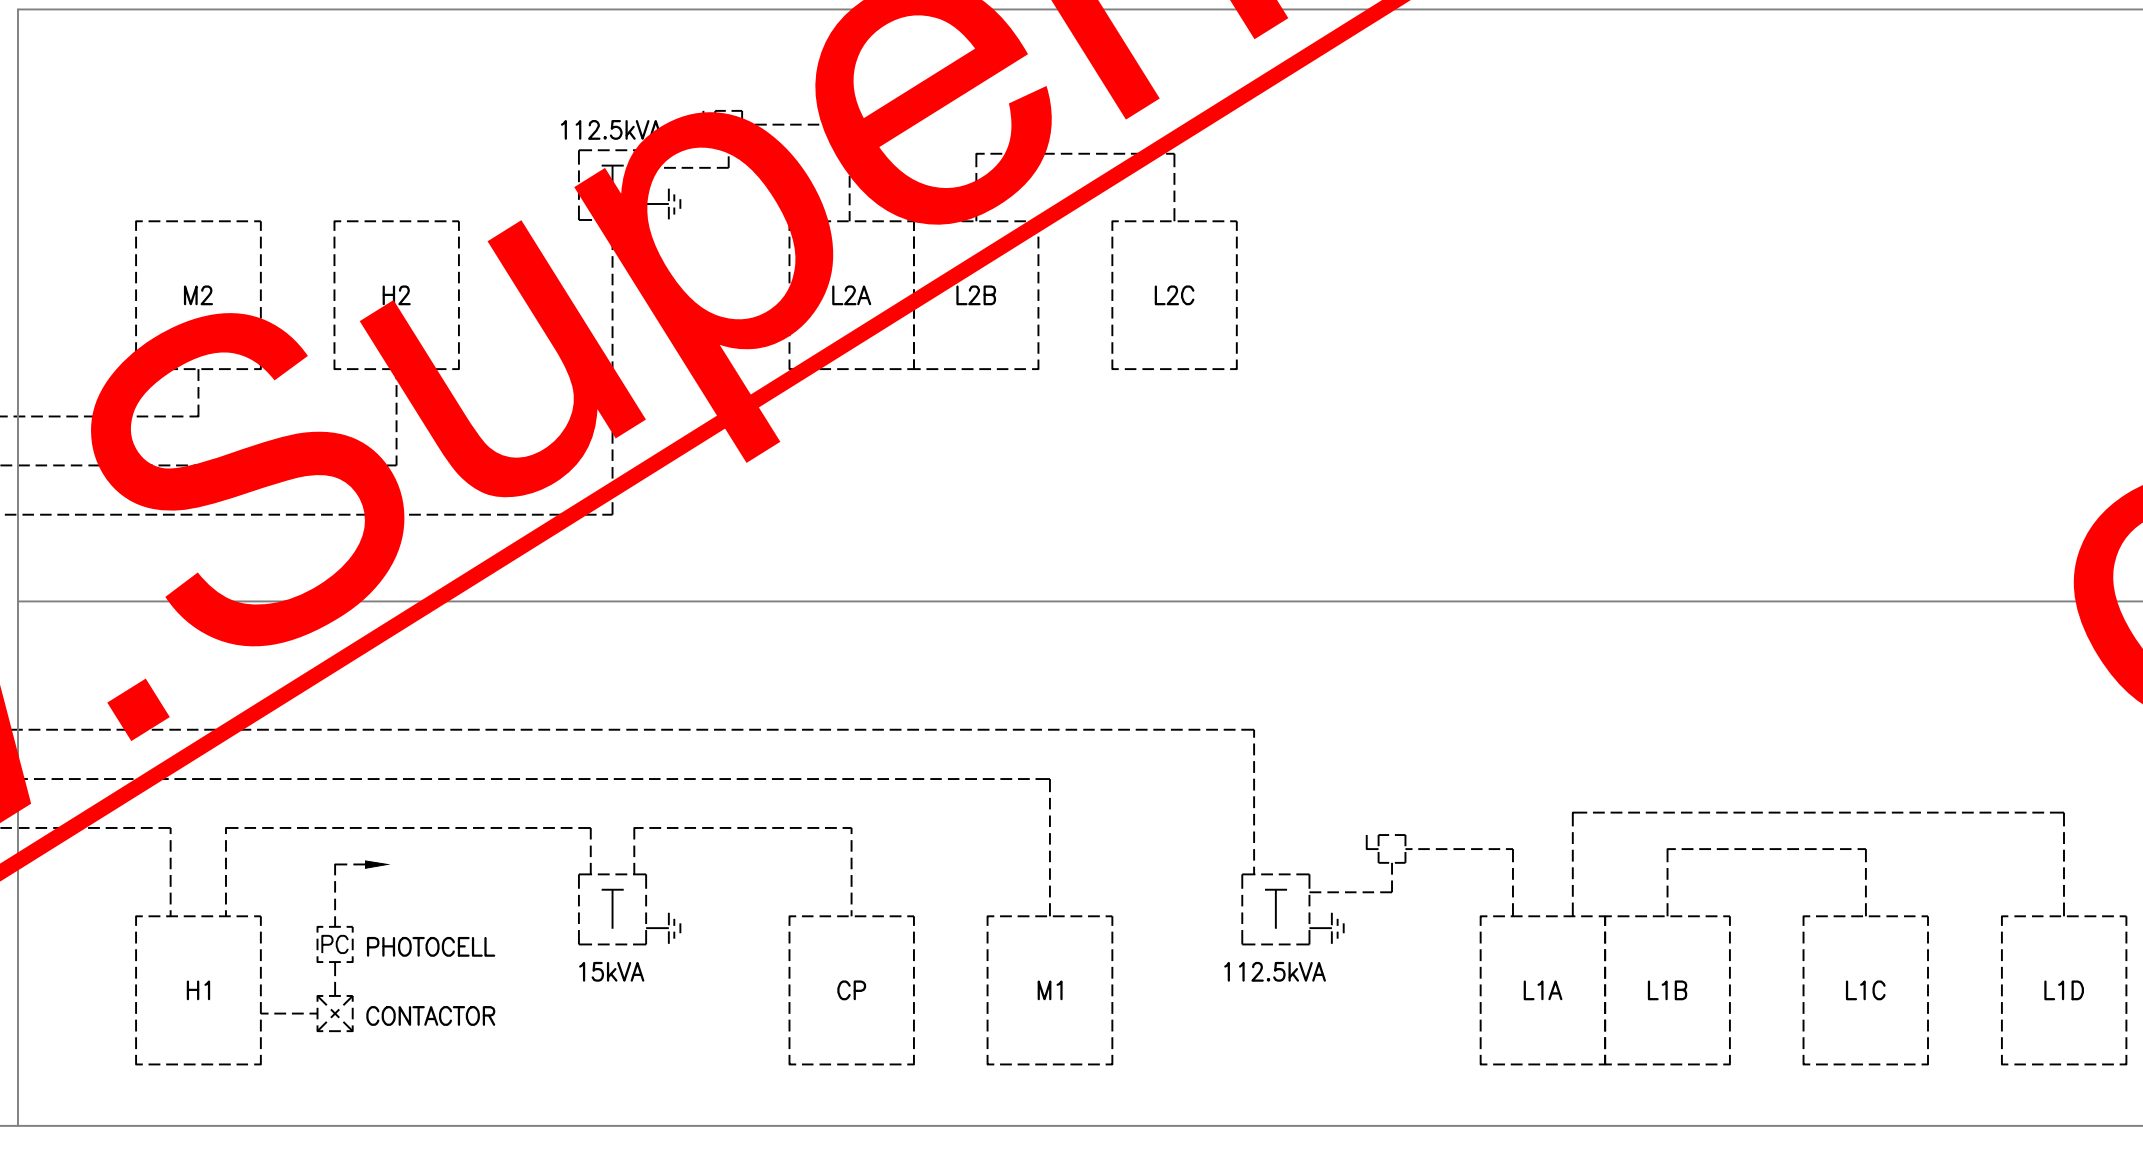 112.5kVA
T
M2 H2 L2A L2B L2C
.Super
T T
PC PHOTOCELL
15kVA 112.5kVA
H1 CP M1 L1A L1B L1C L1D
CONTACTOR